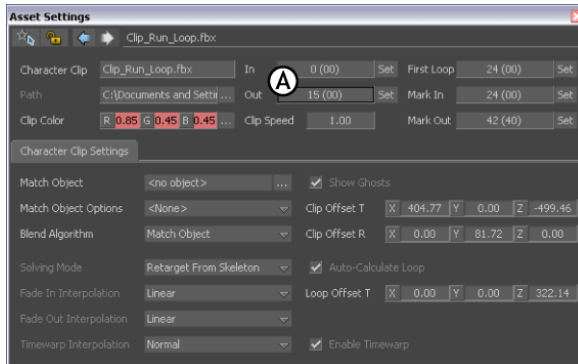 Asset Settings
Clip_Run_Loop.fbx
Character Clip Clip_Run_Loop.fbx In 0 (00) Set First Loop 24 (00) Set
Path C:\Documents and Settir ... Out 15 (00) Set Mark In 24 (00) Set
A
Clip Color R 0.85 G 0.45 B 0.45 ... Clip Speed 1.00 Mark Out 42 (40) Set
Character Clip Settings
Match Object <no object> ... Show Ghosts
Match Object Options <None> Clip Offset T X 404.77 Y 0.00 Z -499.46
Blend Algorithm Match Object Clip Offset R X 0.00 Y 81.72 Z 0.00
Solving Mode Retarget From Skeleton Auto-Calculate Loop
Fade In Interpolation Linear Loop Offset T X 0.00 Y 0.00 Z 322.14
Fade Out Interpolation Linear
Timewarp Interpolation Normal Enable Timewarp